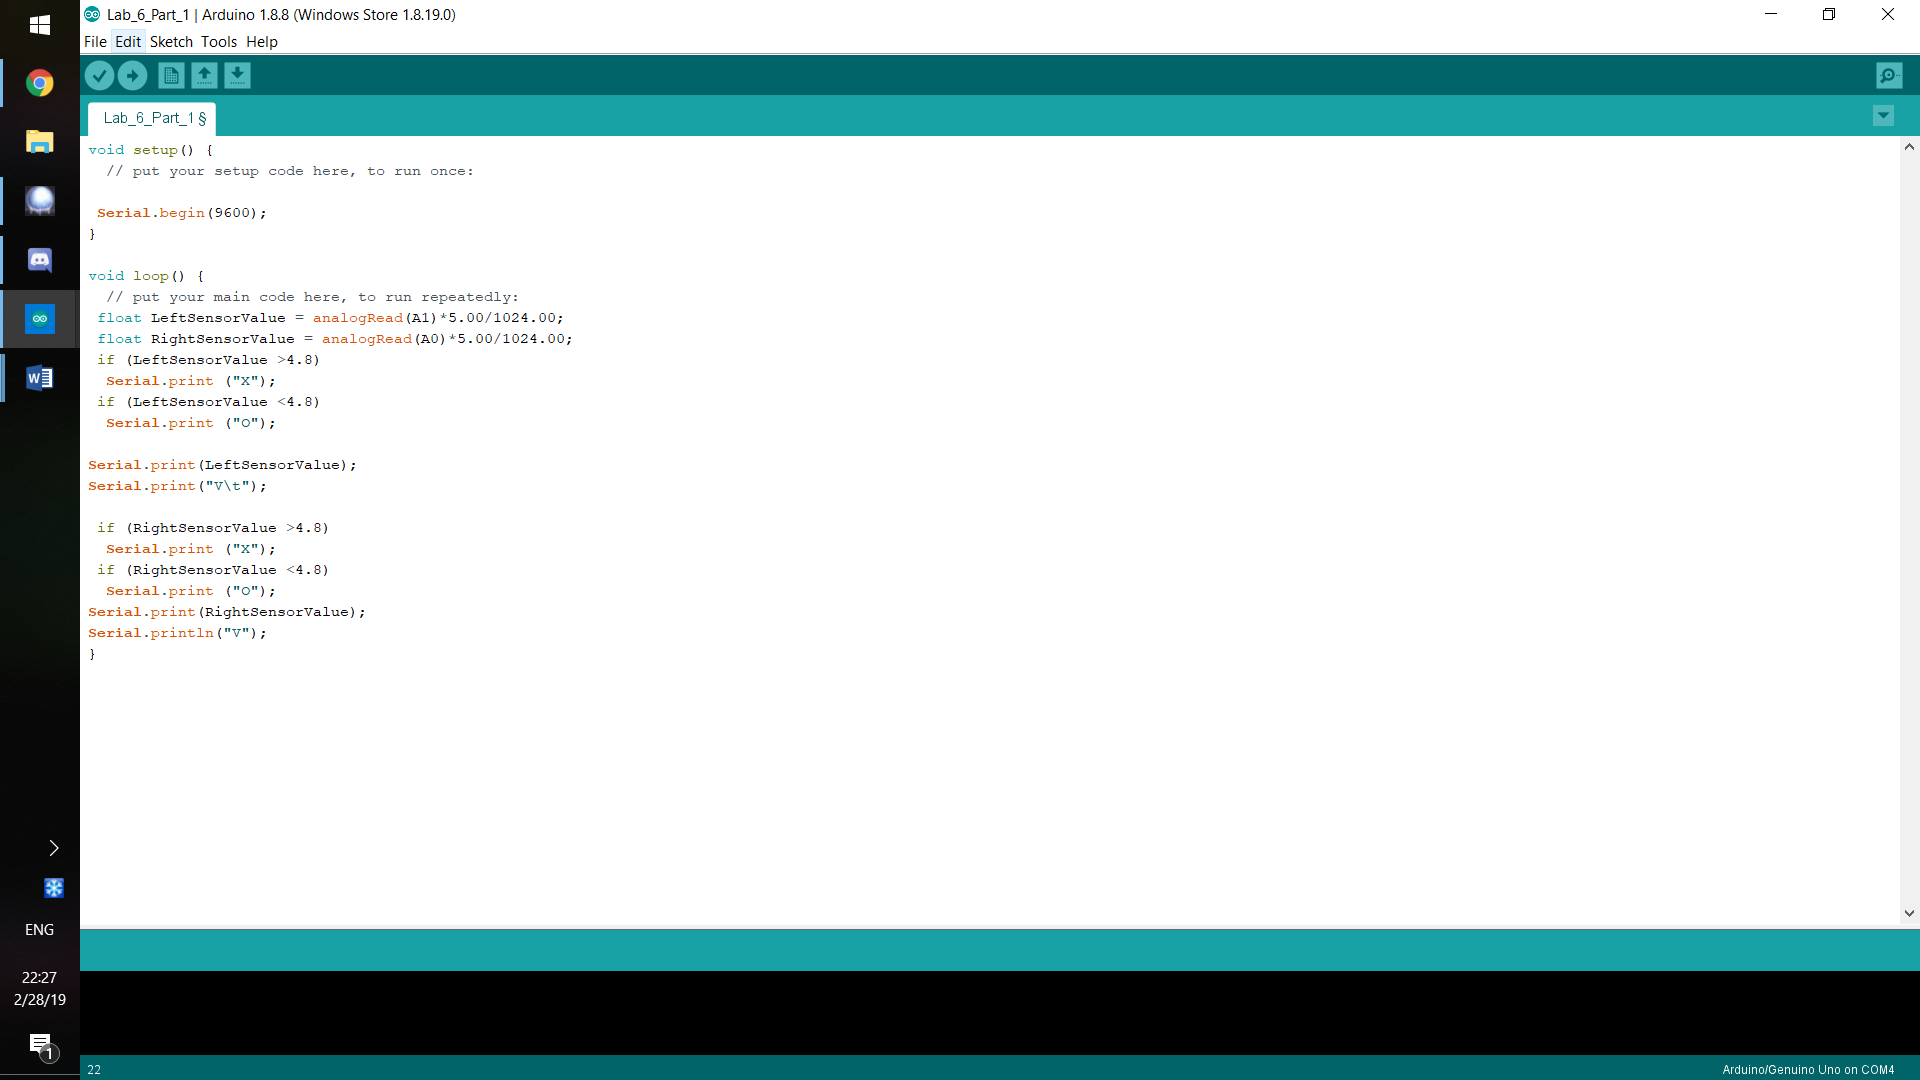 Lab_6_Part_1 | Arduino 1.8.8 (Windows Store 1.8.19.0)
File Edit Sketch Tools Help
Lab_6_Part_1 §
void setup() {
  // put your setup code here, to run once:

 Serial.begin(9600);
}

void loop() {
  // put your main code here, to run repeatedly:
 float LeftSensorValue = analogRead(A1)*5.00/1024.00;
 float RightSensorValue = analogRead(A0)*5.00/1024.00;
 if (LeftSensorValue >4.8)
  Serial.print ("X");
 if (LeftSensorValue <4.8)
  Serial.print ("O");

Serial.print(LeftSensorValue);
Serial.print("V\t");

 if (RightSensorValue >4.8)
  Serial.print ("X");
 if (RightSensorValue <4.8)
  Serial.print ("O");
Serial.print(RightSensorValue);
Serial.println("V");
}
W
ENG
22:27
2/28/19
1
22
Arduino/Genuino Uno on COM4